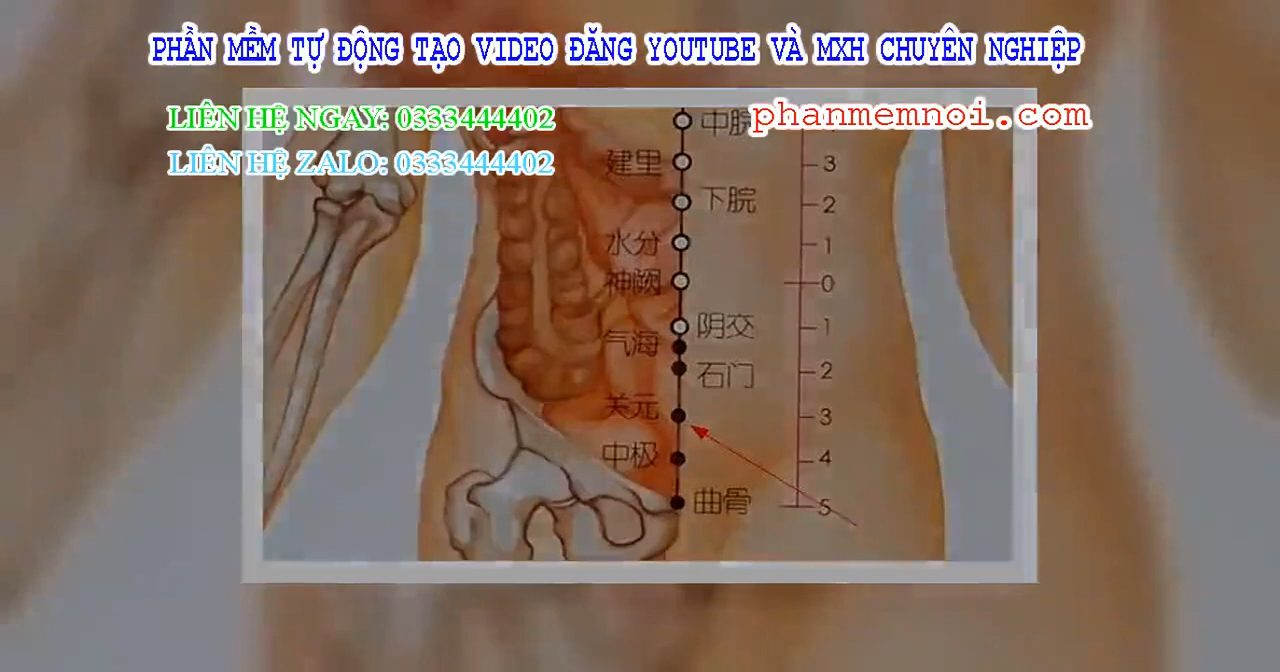 PHẦN MỀM TỰ ĐỘNG TẠO VIDEO ĐĂNG YOUTUBE VÀ MXH CHUYÊN NGHIỆP
LIÊN HỆ NGAY: 0333444402
phanmemnoi.com
LIÊN HỆ ZALO: 0333444402
中脘
建里
3
下脘
2
水分
1
神阙
0
阴交
1
气海
石门
2
关元
3
中极
4
曲骨
5